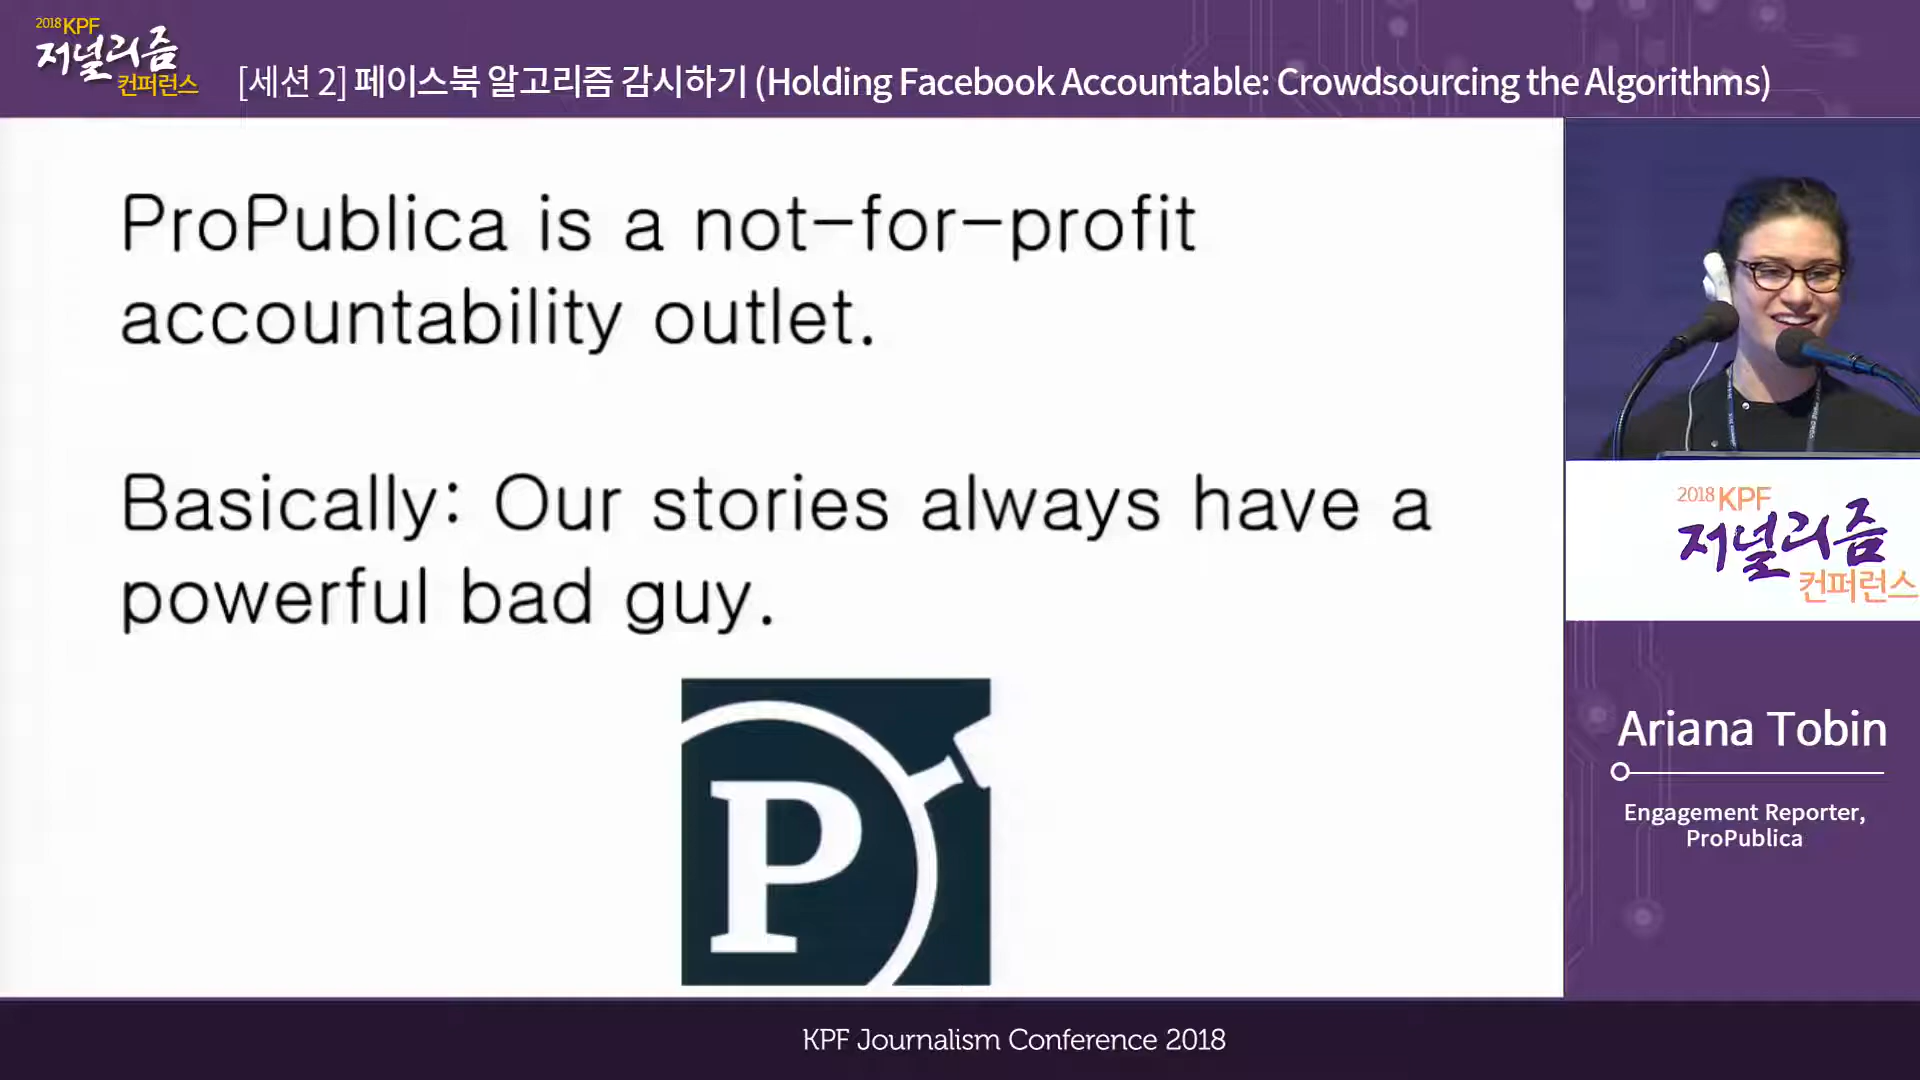 2018 KPF
저널리즘
컨퍼런스
[세션 2] 페이스북 알고리즘 감시하기 (Holding Facebook Accountable: Crowdsourcing the Algorithms)
ProPublica is a not-for-profit
accountability outlet.
Basically: Our stories always have a
powerful bad guy.
P
2018 KPF
저널리즘
컨퍼런스
Ariana Tobin
Engagement Reporter,
ProPublica
KPF Journalism Conference 2018